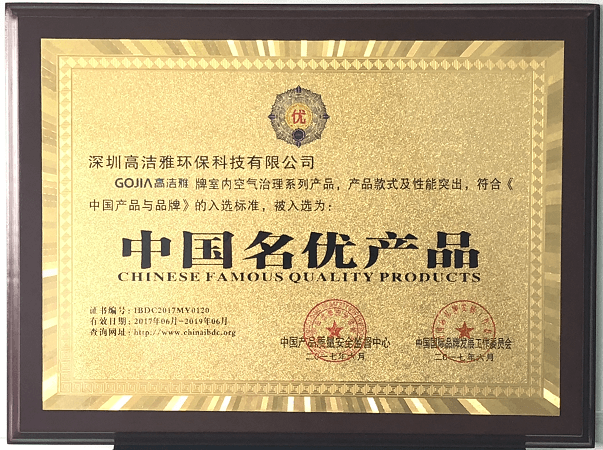 优
深圳高洁雅环保科技有限公司
GOJIA高洁雅 牌室内空气治理系列产品，产品款式及性能突出，符合《
中国产品与品牌》的入选标准，被入选为：
中国名优产品
CHINESE FAMOUS QUALITY PRODUCTS
证书编号：IBDC2017MY0120
有效日期：2017年06月-2019年06月
查询网址：http://www.chinaibdc.org
中国产品质量安全监督中心
二〇一七年六月
中国国际品牌发展工作委员会
二〇一七年六月